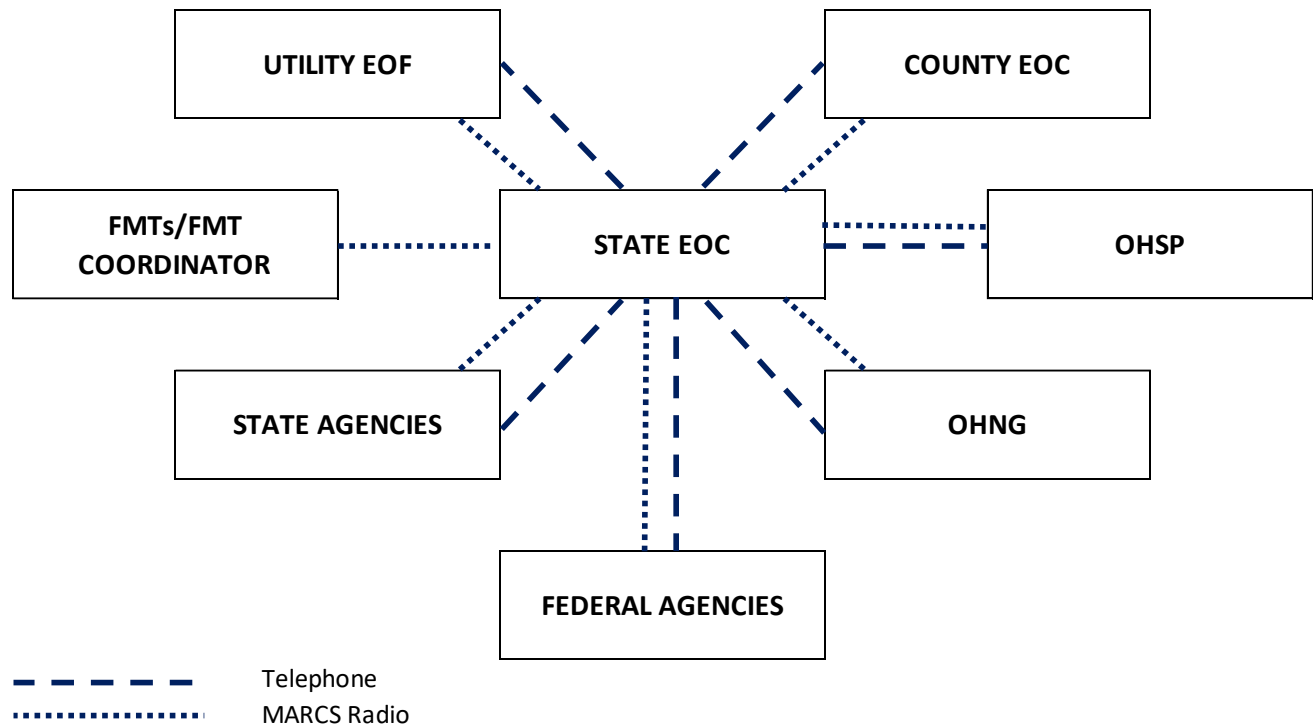 UTILITY EOF
COUNTY EOC
FMTs/FMT
COORDINATOR
STATE EOC
OHSP
STATE AGENCIES
OHNG
FEDERAL AGENCIES
Telephone
MARCS Radio